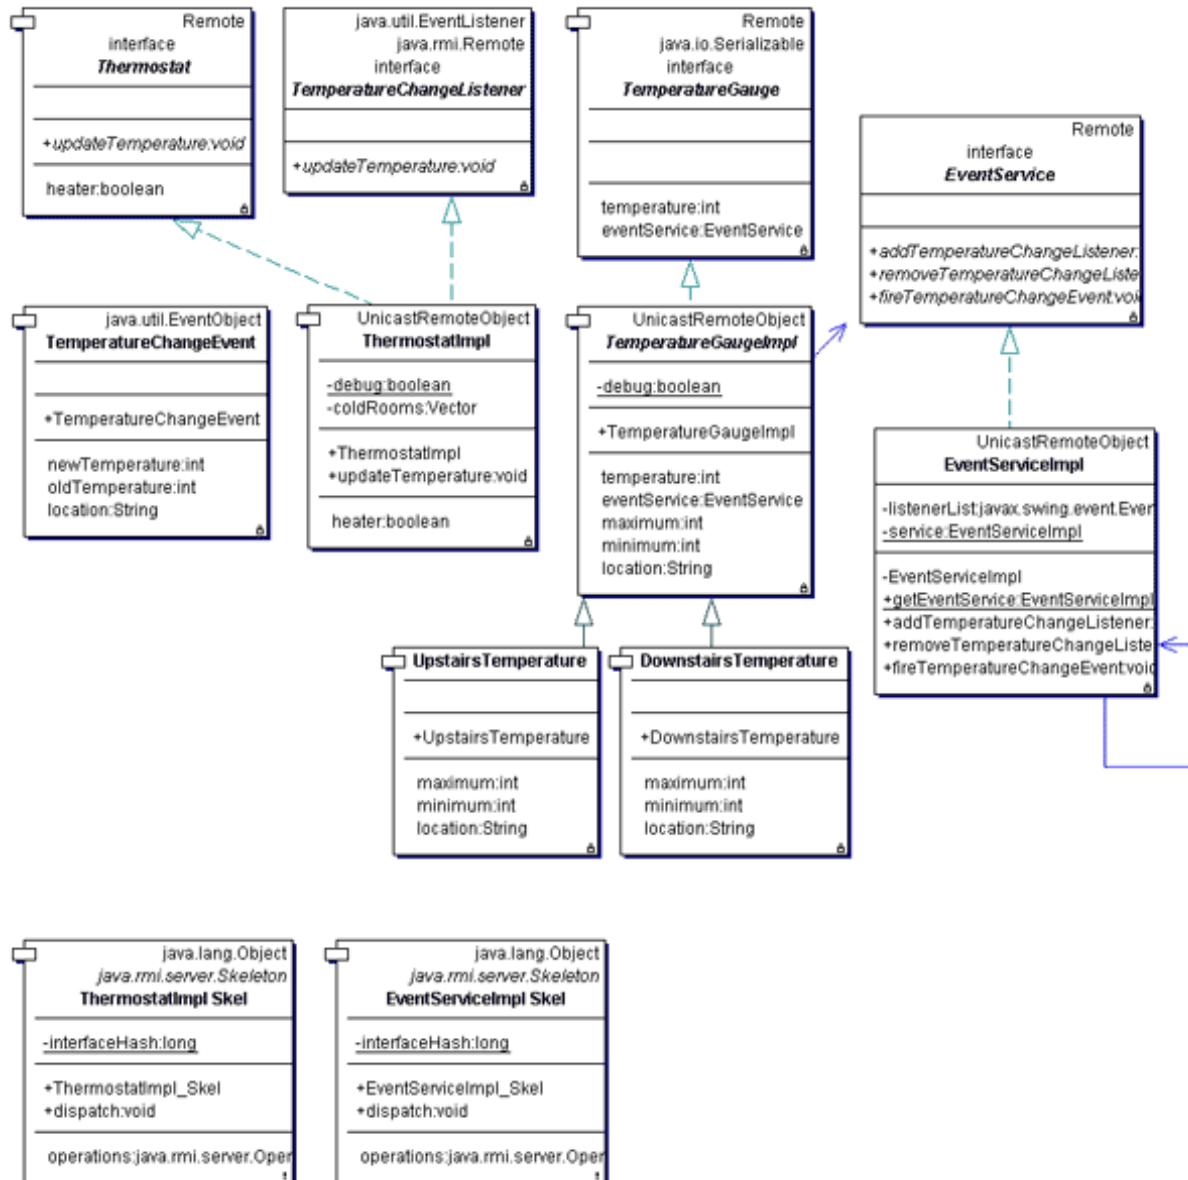 Remote
interface
Thermostat
+updateTemperature:void
heater:boolean
java.util.EventListener
java.rmi.Remote
interface
TemperatureChangeListener
+updateTemperature:void
Remote
java.io.Serializable
interface
TemperatureGauge
temperature:int
eventService:EventService
Remote
interface
EventService
+addTemperatureChangeListener:
+removeTemperatureChangeListe
+fireTemperatureChangeEvent:voi
java.util.EventObject
TemperatureChangeEvent
+TemperatureChangeEvent
newTemperature:int
oldTemperature:int
location:String
UnicastRemoteObject
ThermostatImpl
-debug:boolean
-coldRooms:Vector
+ThermostatImpl
+updateTemperature:void
heater:boolean
UnicastRemoteObject
TemperatureGaugeImpl
-debug:boolean
+TemperatureGaugeImpl
temperature:int
eventService:EventService
maximum:int
minimum:int
location:String
UnicastRemoteObject
EventServiceImpl
-listenerList:javax.swing.event.Even
-service:EventServiceImpl
-EventServiceImpl
+getEventService:EventServiceImpl
+addTemperatureChangeListener:
+removeTemperatureChangeListe
+fireTemperatureChangeEvent:voic
UpstairsTemperature
+UpstairsTemperature
maximum:int
minimum:int
location:String
DownstairsTemperature
+DownstairsTemperature
maximum:int
minimum:int
location:String
java.lang.Object
java.rmi.server.Skeleton
ThermostatImpl Skel
-interfaceHash:long
+ThermostatImpl_Skel
+dispatch:void
operations:java.rmi.server.Oper
java.lang.Object
java.rmi.server.Skeleton
EventServiceImpl Skel
-interfaceHash:long
+EventServiceImpl_Skel
+dispatch:void
operations:java.rmi.server.Oper